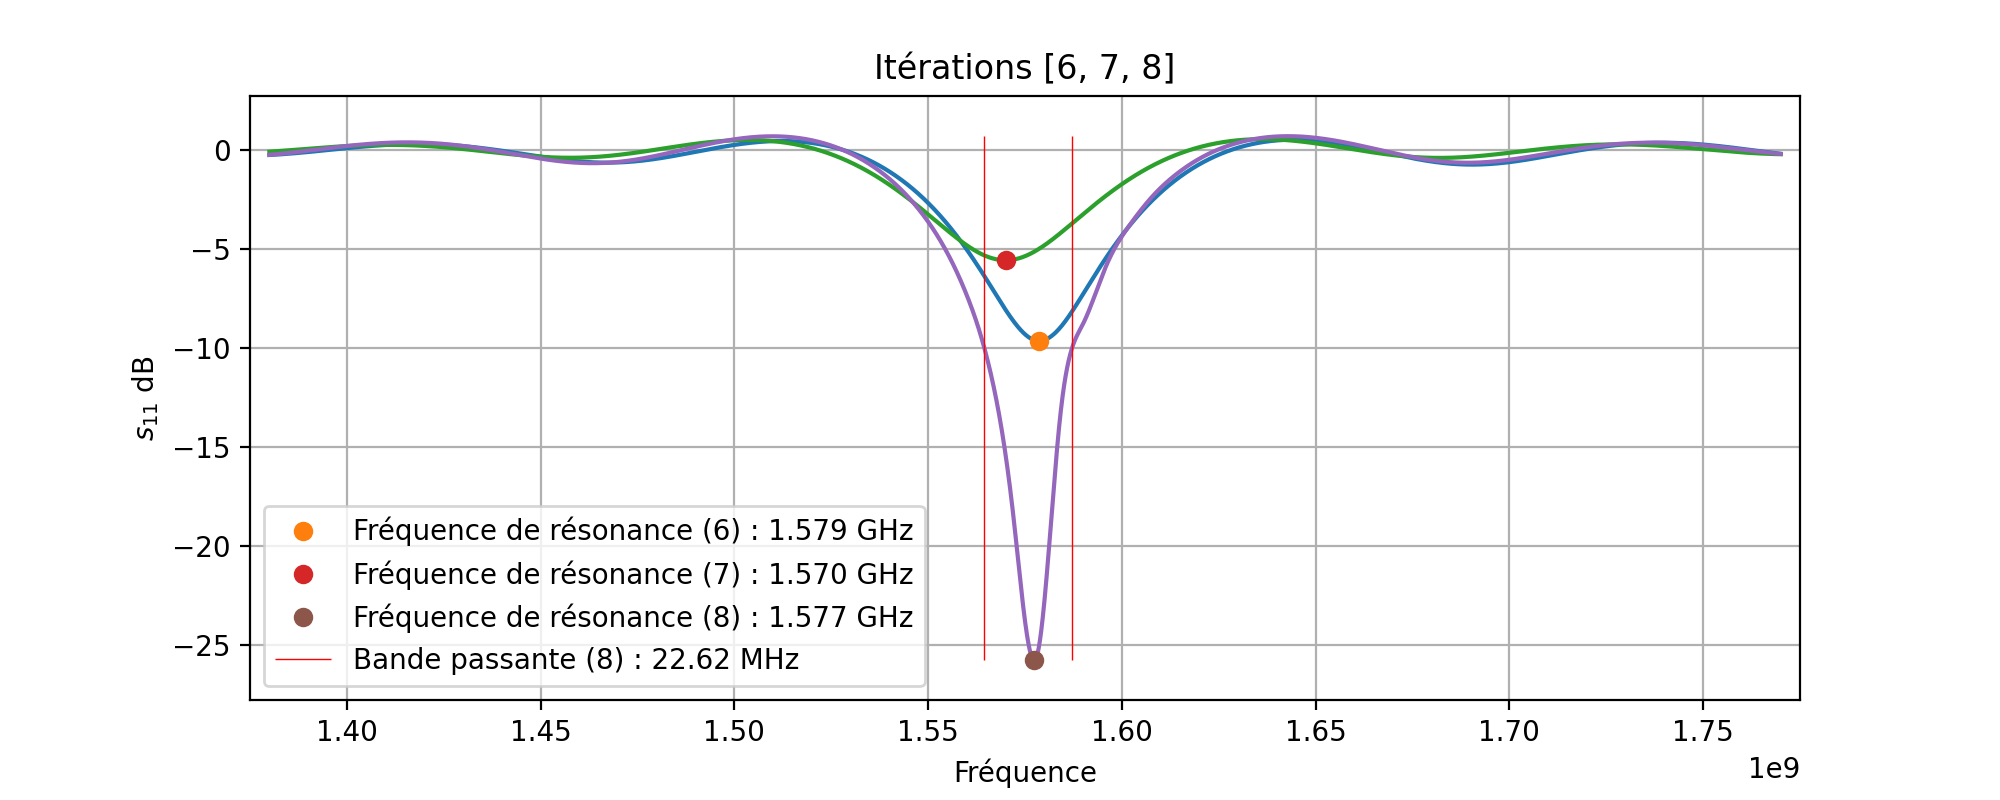 Itérations [6, 7, 8]
0
−5
−10
−15
−20
−25
s₁₁ dB
Fréquence de résonance (6) : 1.579 GHz
Fréquence de résonance (7) : 1.570 GHz
Fréquence de résonance (8) : 1.577 GHz
Bande passante (8) : 22.62 MHz
1.40 1.45 1.50 1.55 1.60 1.65 1.70 1.75
Fréquence
1e9